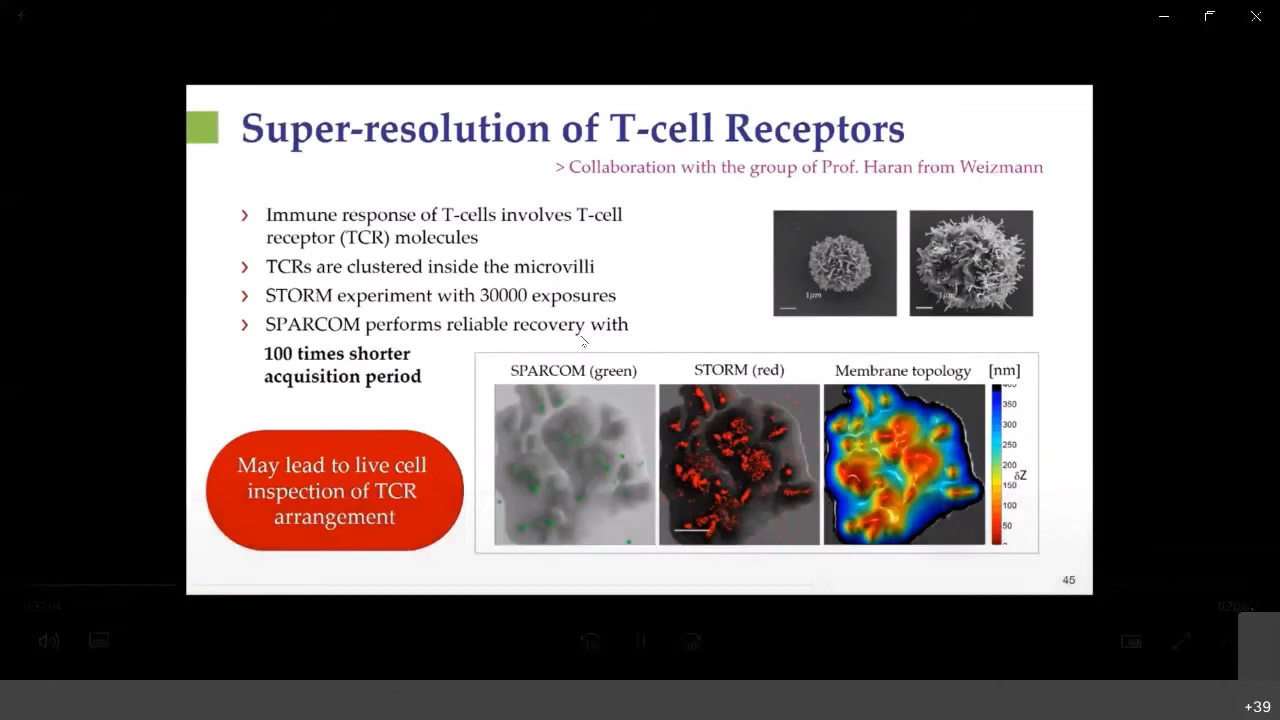 Super-resolution of T-cell Receptors
> Collaboration with the group of Prof. Haran from Weizmann
› Immune response of T-cells involves T-cell
receptor (TCR) molecules
› TCRs are clustered inside the microvilli
› STORM experiment with 30000 exposures
› SPARCOM performs reliable recovery with
100 times shorter
acquisition period
1μm
1μm
May lead to live cell
inspection of TCR
arrangement
SPARCOM (green)
STORM (red)
Membrane topology
[nm]
400
350
300
250
200
150
100
50
δZ
45
+39